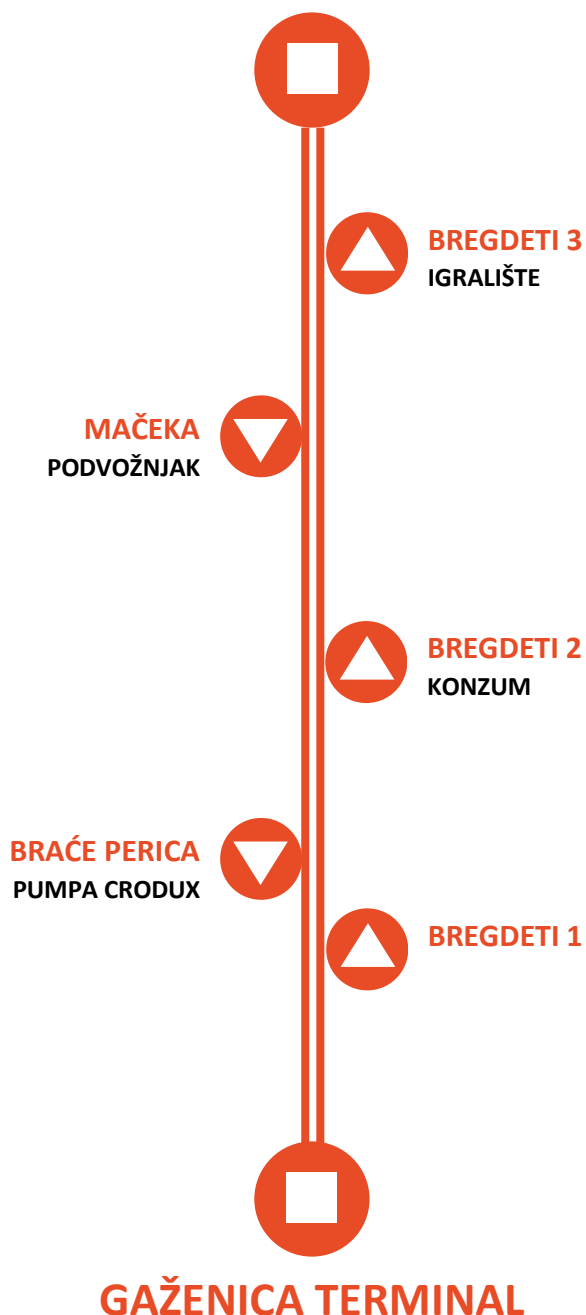 BREGDETI 3
IGRALIŠTE
MAČEKA
PODVOŽNJAK
BREGDETI 2
KONZUM
BRAĆE PERICA
PUMPA CRODUX
BREGDETI 1
GAŽENICA TERMINAL